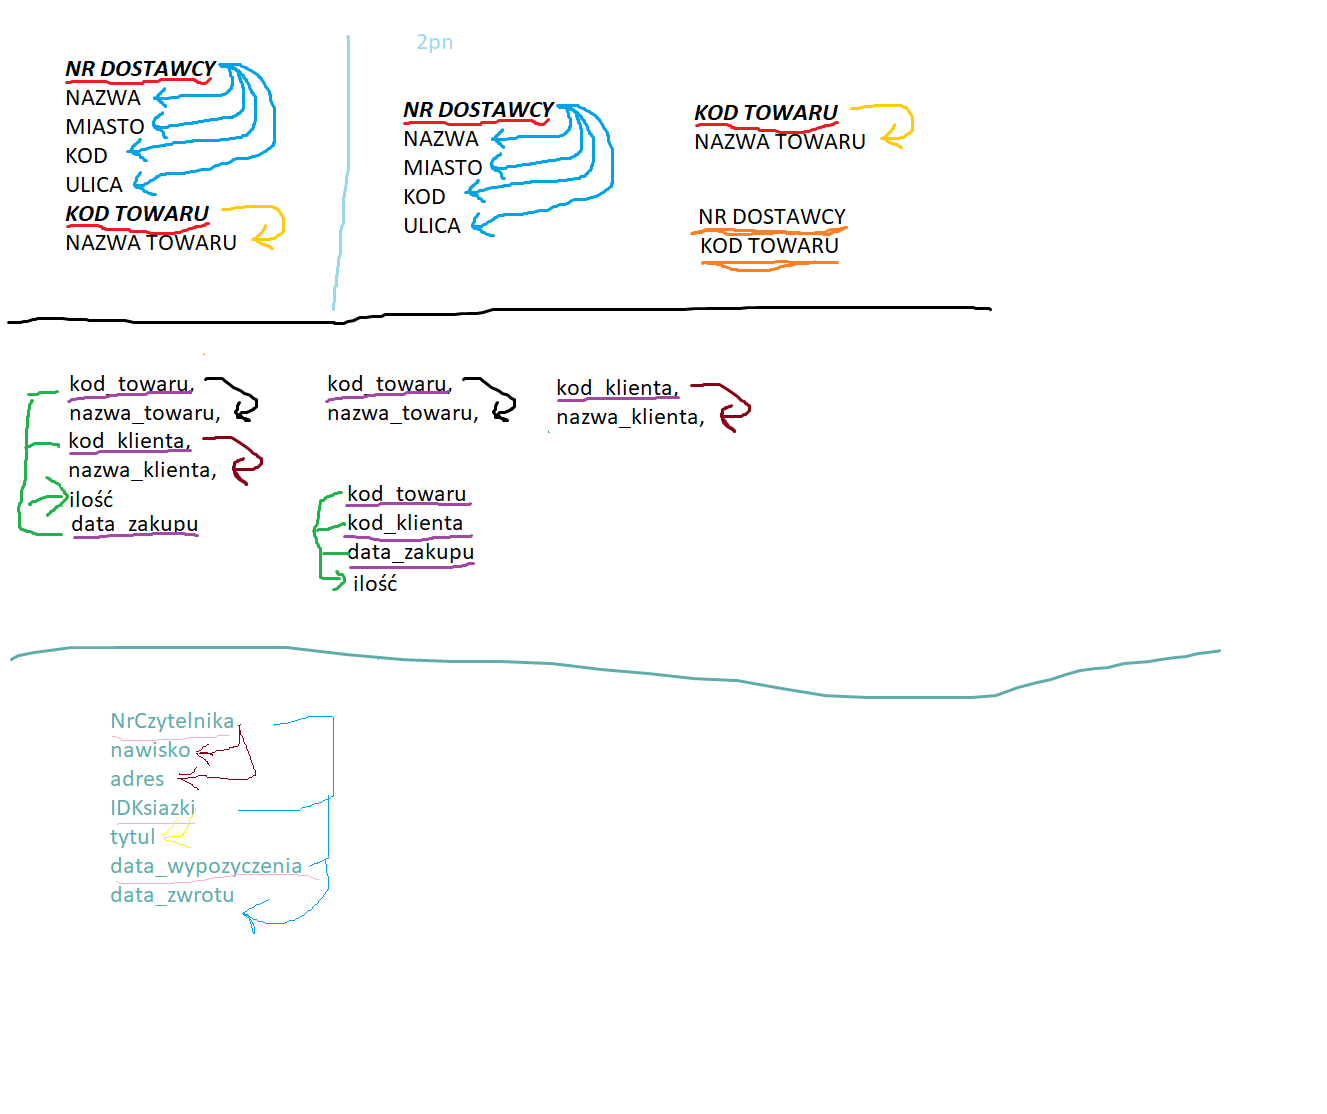 2pn
NR DOSTAWCY
NAZWA
MIASTO
KOD
ULICA
KOD TOWARU
NAZWA TOWARU
NR DOSTAWCY
NAZWA
MIASTO
KOD
ULICA
KOD TOWARU
NAZWA TOWARU
NR DOSTAWCY
KOD TOWARU
kod_towaru,
nazwa_towaru,
kod_klienta,
nazwa_klienta,
ilość
data_zakupu
kod_towaru,
nazwa_towaru,
kod_klienta,
nazwa_klienta,
kod_towaru
kod_klienta
data_zakupu
ilość
NrCzytelnika
nawisko
adres
IDKsiazki
tytul
data_wypozyczenia
data_zwrotu